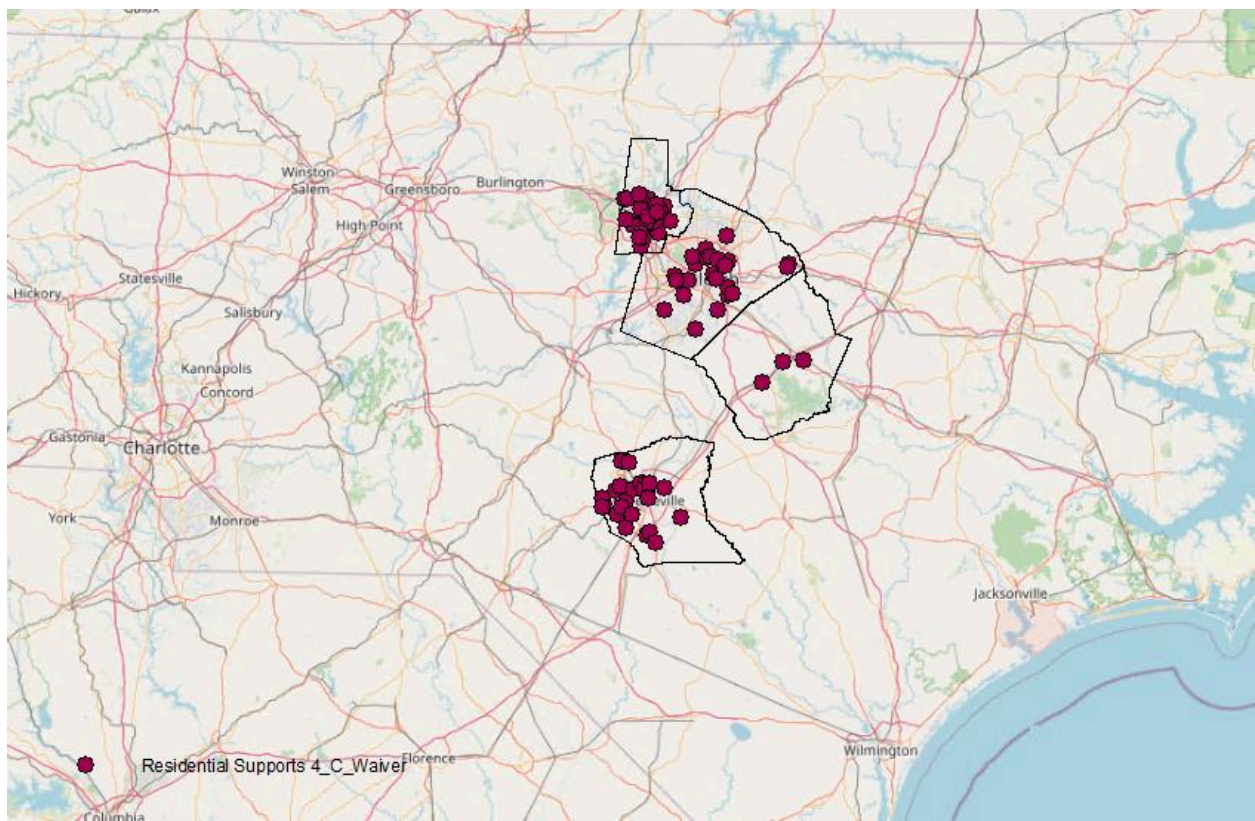 Winston-
Salem
Greensboro
Burlington
High Point
Statesville
Hickory
Salisbury
Kannapolis
Concord
Gastonia
Charlotte
York
Monroe
Jacksonville
Wilmington
Residential Supports 4_C_Waiver
Florence
Columbia